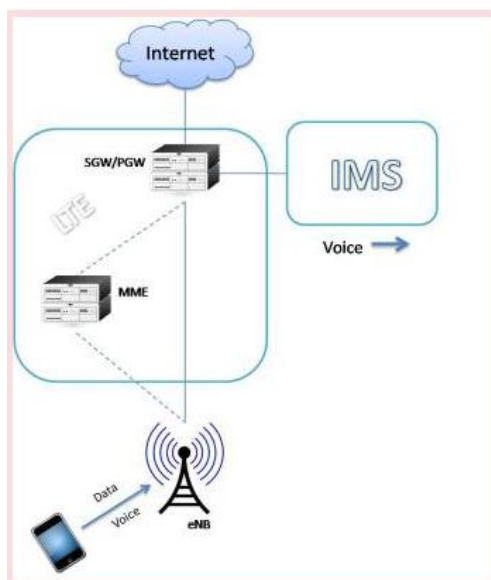 Internet
SGW/PGW
IMS
LTE
Voice
MME
Data
Voice
eNB